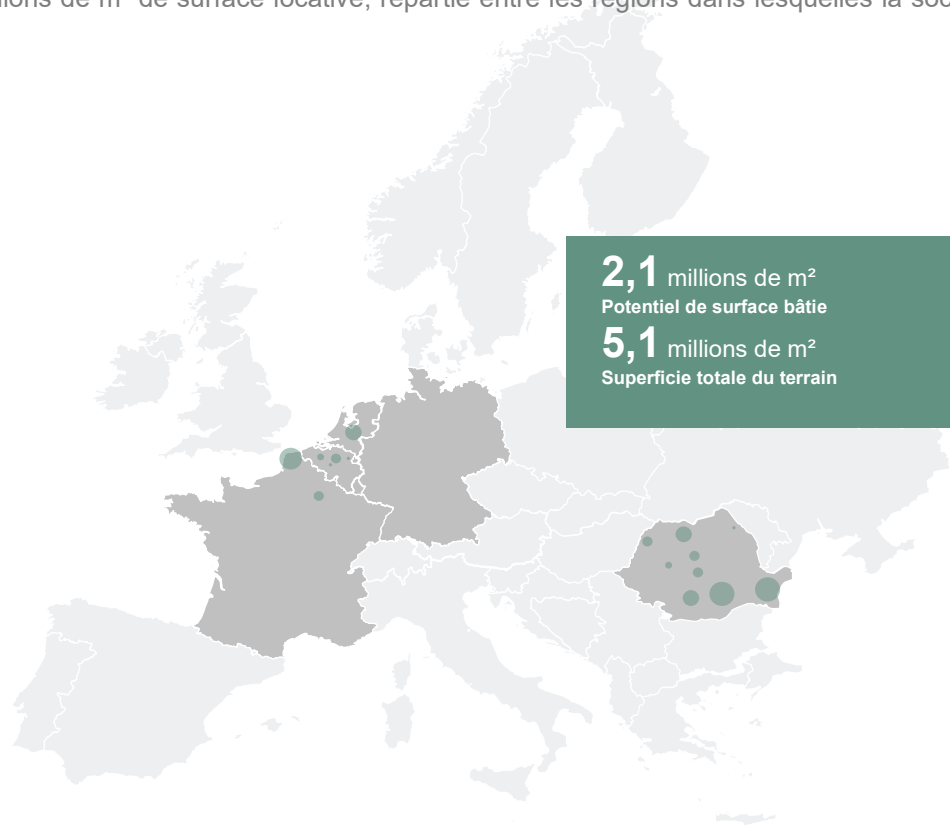 de m² de surface locative, répartie entre les régions dans lesquelles la
2,1 millions de m²
Potentiel de surface bâtie
5,1 millions de m²
Superficie totale du terrain